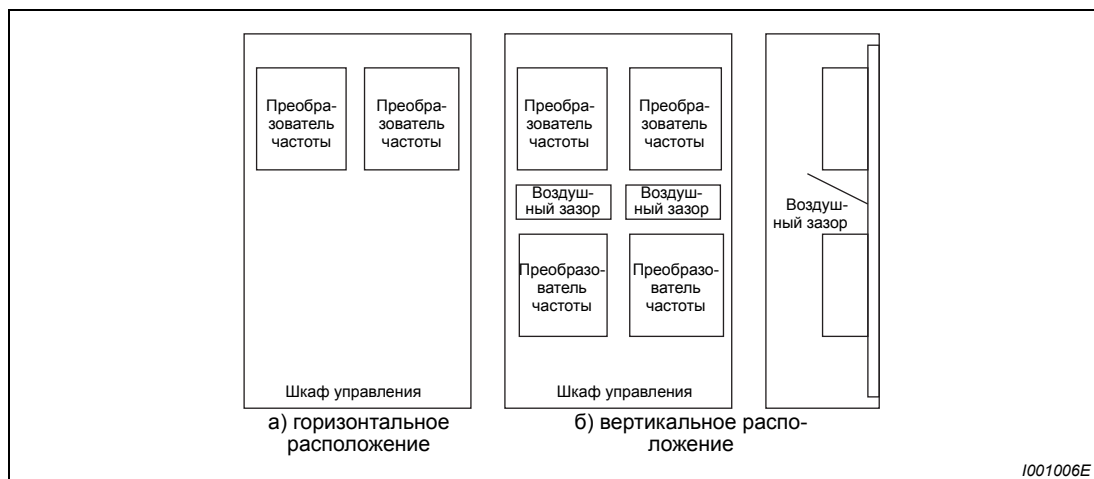 Преобра-
зователь
частоты
Преобра-
зователь
частоты
Шкаф управления
а) горизонтальное
расположение
Преобра-
зователь
частоты
Преобра-
зователь
частоты
Воздуш-
ный зазор
Воздуш-
ный зазор
Преобразо-
ватель
частоты
Преобразо-
ватель
частоты
Шкаф управления
Воздуш-
ный зазор
б) вертикальное распо-
ложение
I001006E